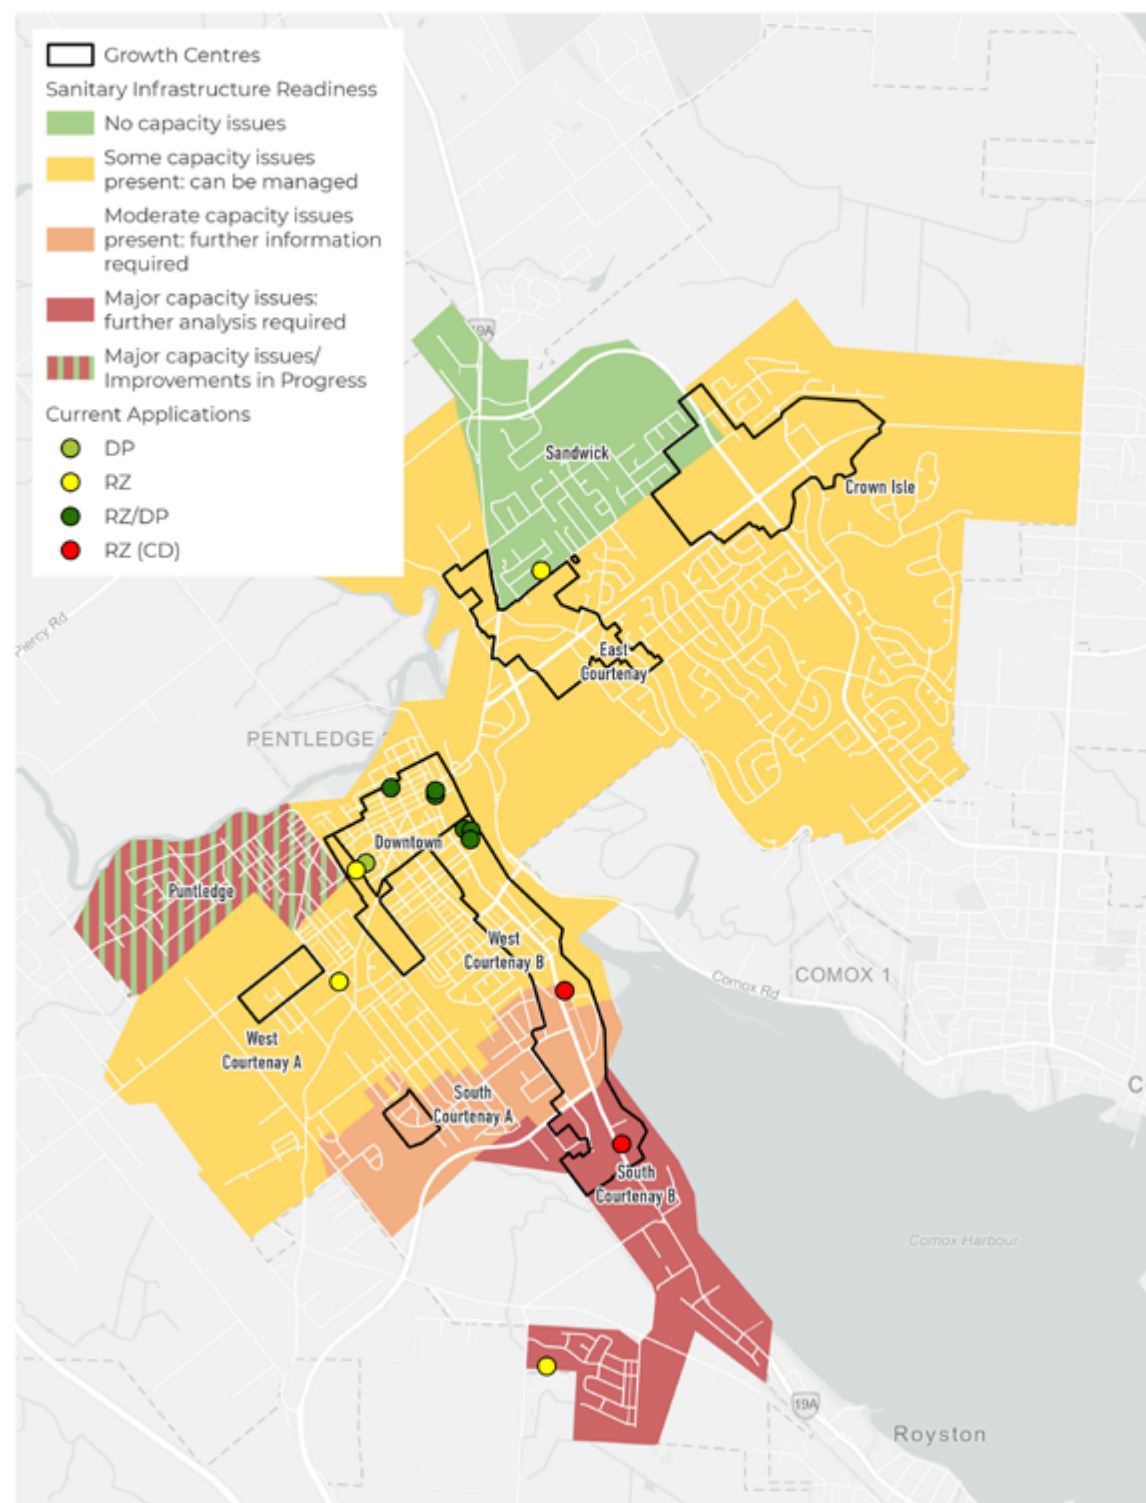 Growth Centres
Sanitary Infrastructure Readiness
No capacity issues
Some capacity issues
present: can be managed
Moderate capacity issues
present: further information
required
Major capacity issues:
further analysis required
Major capacity issues/
Improvements in Progress
Current Applications
DP
RZ
RZ/DP
RZ (CD)
19A
Sandwick
Crown Isle
Piercy Rd
East
Courtenay
PENTLEDGE
Downtown
Puntledge
West
Courtenay B
Comox Rd
COMOX 1
West
Courtenay A
South
Courtenay A
C
South
Courtenay B
Comox Harbour
19A
Royston